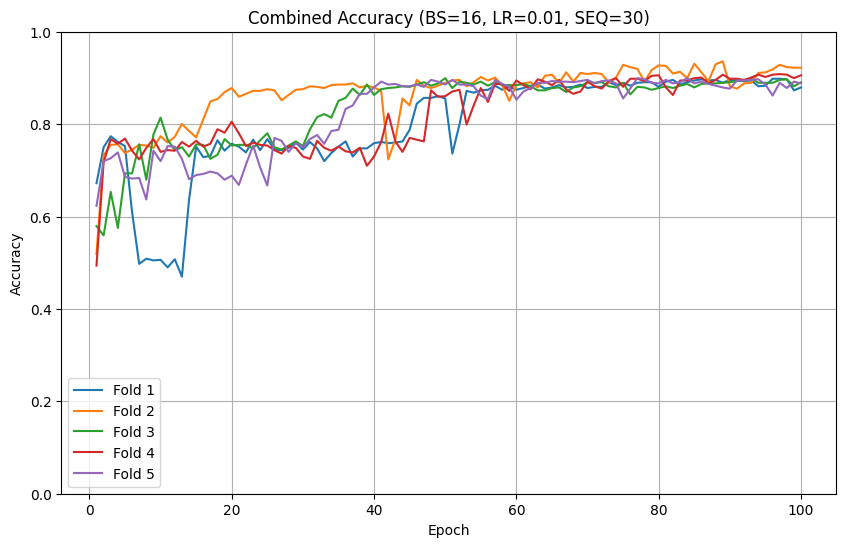 Combined Accuracy (BS=16, LR=0.01, SEQ=30)
1.0
0.8
0.6
0.4
0.2
0.0
Accuracy
Fold 1
Fold 2
Fold 3
Fold 4
Fold 5
0 20 40 60 80 100
Epoch